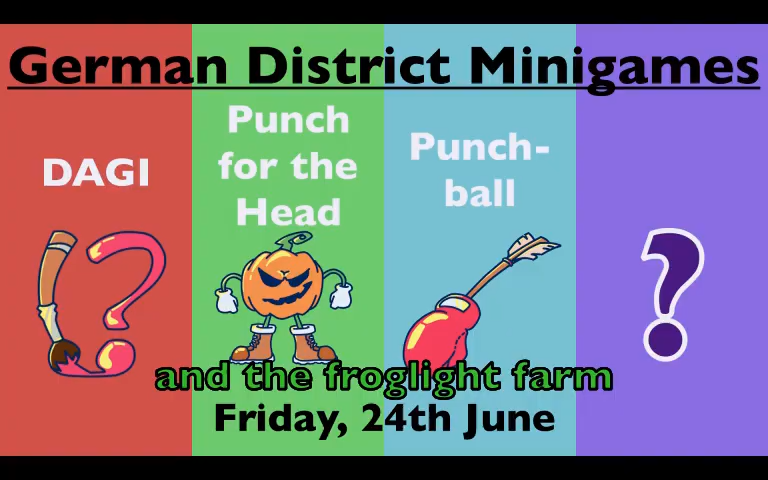 German District Minigames
DAGI
Punch
for the
Head
Punch-
ball
and the froglight farm
Friday, 24th June